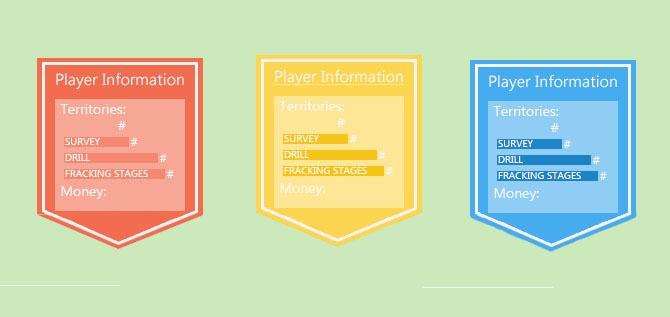 Player Information
Territories:
#
SURVEY #
DRILL #
FRACKING STAGES #
Money:
Player Information
Territories:
#
SURVEY #
DRILL #
FRACKING STAGES #
Money:
Player Information
Territories:
#
SURVEY #
DRILL #
FRACKING STAGES #
Money: